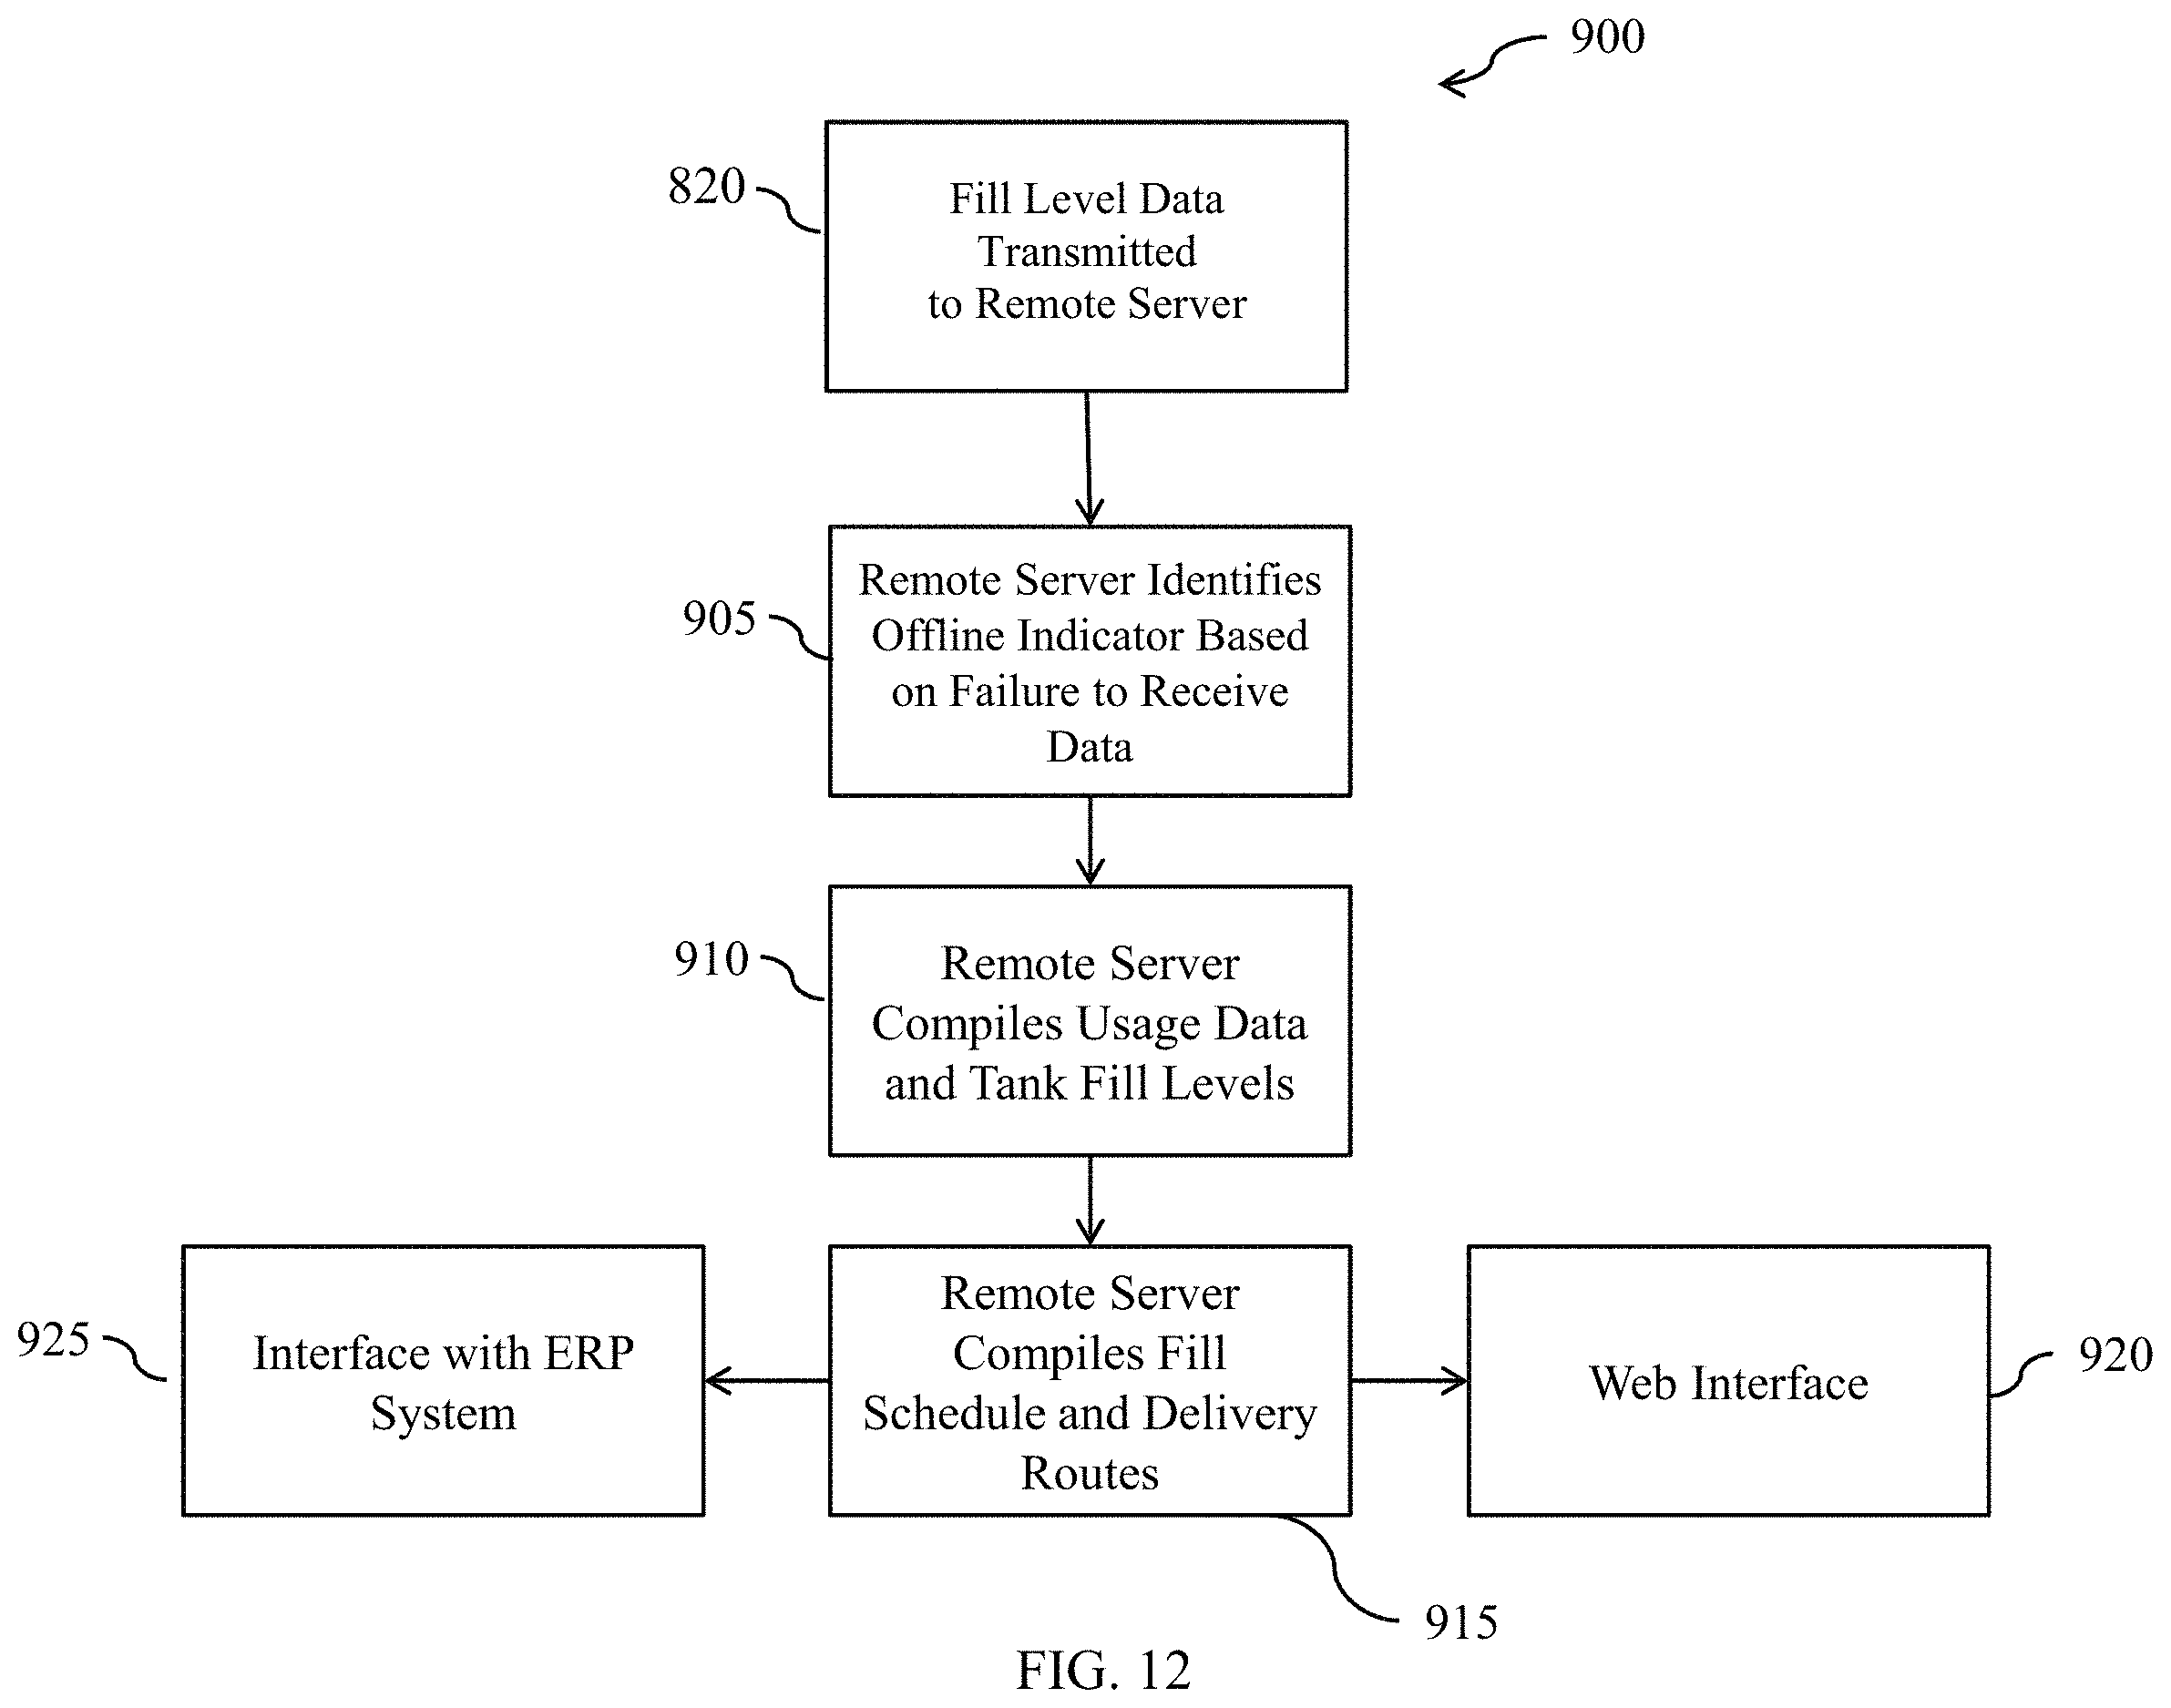 900
820
Fill Level Data
Transmitted
to Remote Server
905
Remote Server Identifies
Offline Indicator Based
on Failure to Receive
Data
910
Remote Server
Compiles Usage Data
and Tank Fill Levels
925
Interface with ERP
System
Remote Server
Compiles Fill
Schedule and Delivery
Routes
Web Interface
920
915
FIG. 12